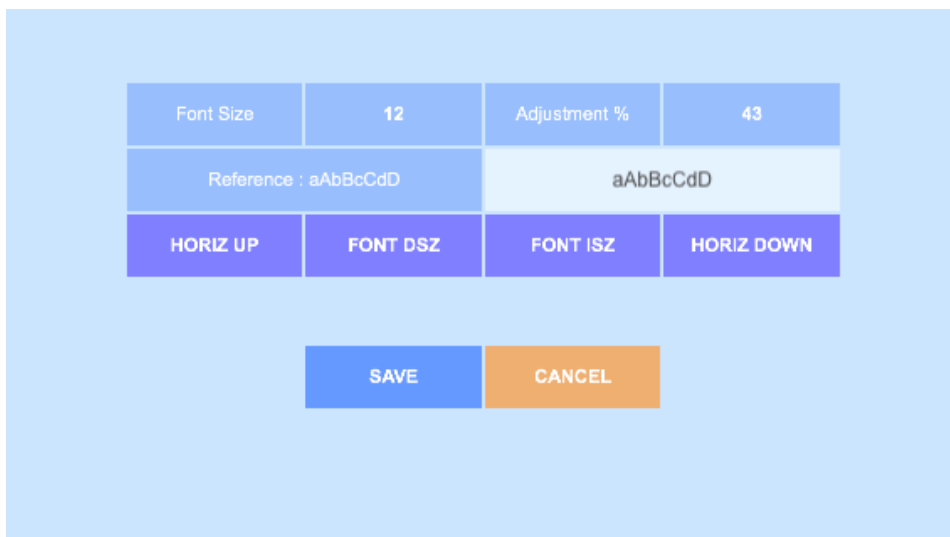 Font Size 12 Adjustment % 43
Reference : aAbBcCdD aAbBcCdD
HORIZ UP FONT DSZ FONT ISZ HORIZ DOWN
SAVE CANCEL